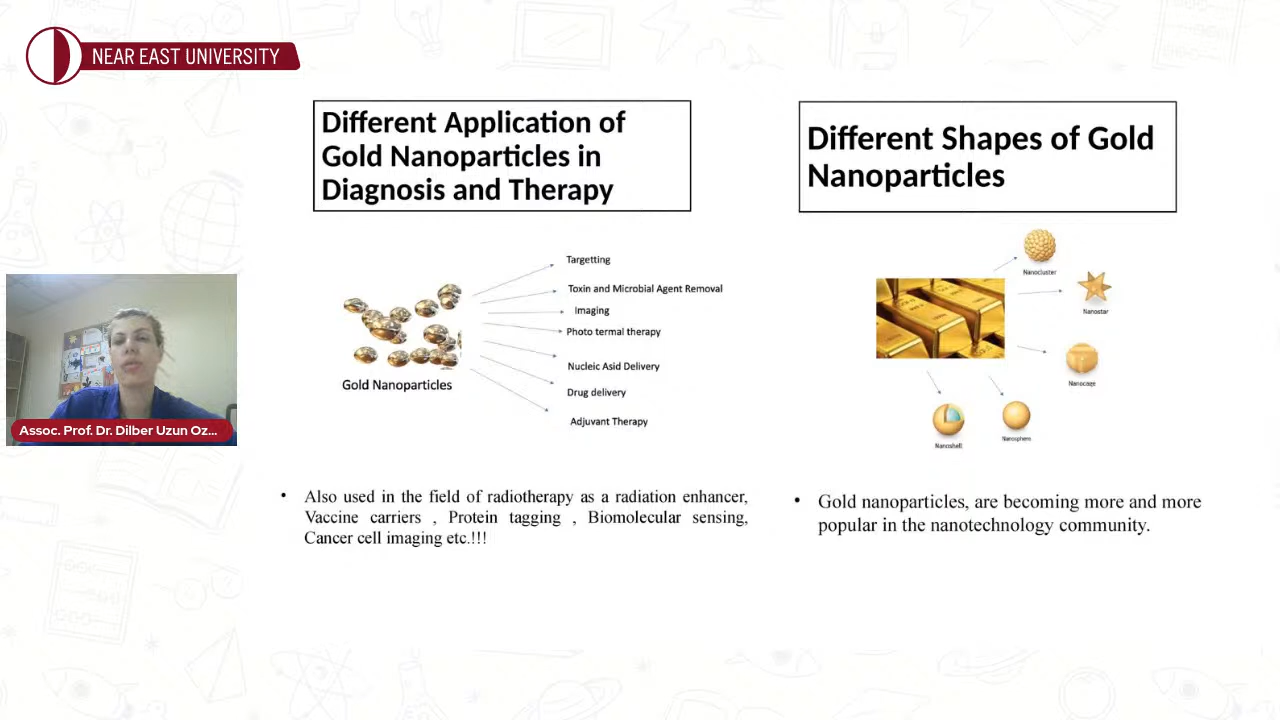 NEAR EAST UNIVERSITY
Different Application of
Gold Nanoparticles in
Diagnosis and Therapy
Targetting
Toxin and Microbial Agent Removal
Imaging
Photo termal therapy
Nucleic Asid Delivery
Drug delivery
Adjuvant Therapy
Gold Nanoparticles
• Also used in the field of radiotherapy as a radiation enhancer,
Vaccine carriers , Protein tagging , Biomolecular sensing,
Cancer cell imaging etc.!!!
Different Shapes of Gold
Nanoparticles
Nanocluster
Nanostar
Nanocage
Nanosphere
Nanoshell
• Gold nanoparticles, are becoming more and more
popular in the nanotechnology community.
Assoc. Prof. Dr. Dilber Uzun Oz...